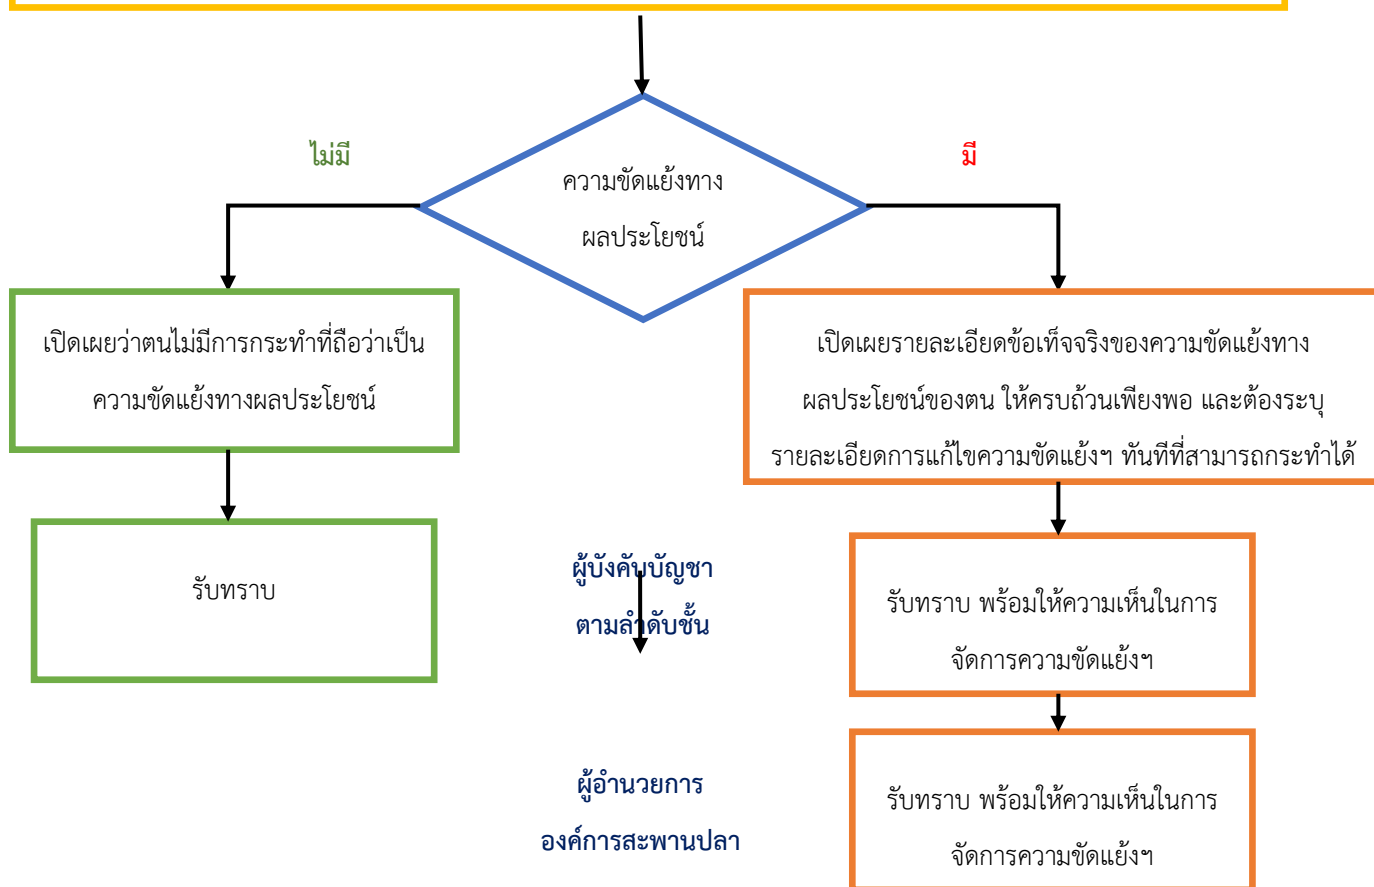 ไม่มี
มี
ความขัดแย้งทาง
ผลประโยชน์
เปิดเผยว่าตนไม่มีการกระทำที่ถือว่าเป็น
ความขัดแย้งทางผลประโยชน์
เปิดเผยรายละเอียดข้อเท็จจริงของความขัดแย้งทาง
ผลประโยชน์ของตน ให้ครบถ้วนเพียงพอ และต้องระบุ
รายละเอียดการแก้ไขความขัดแย้งฯ ทันทีที่สามารถกระทำได้
รับทราบ
ผู้บังคับบัญชา
ตามลำดับชั้น
รับทราบ พร้อมให้ความเห็นในการ
จัดการความขัดแย้งฯ
ผู้อำนวยการ
องค์การสะพานปลา
รับทราบ พร้อมให้ความเห็นในการ
จัดการความขัดแย้งฯ